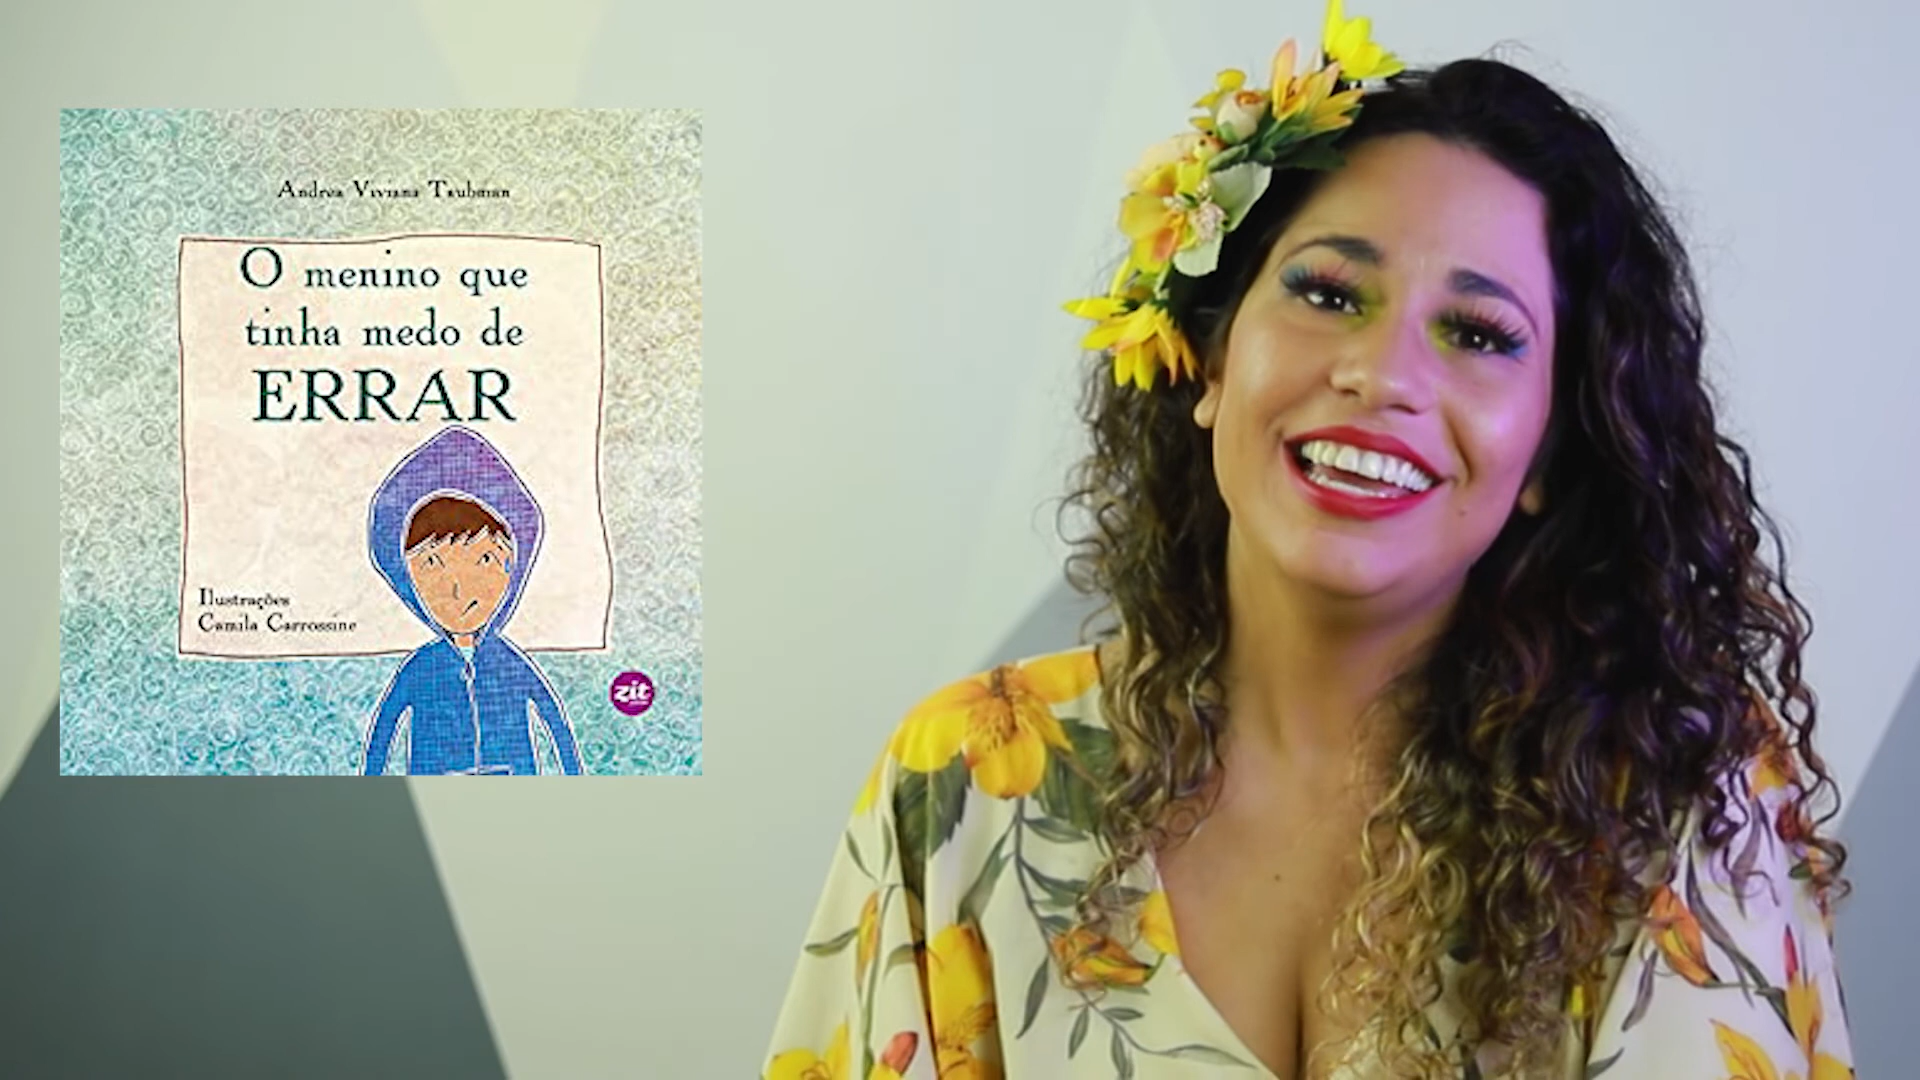 Andrea Viviana Taubman
O menino que
tinha medo de
ERRAR
Ilustrações
Camila Carrossine
zit